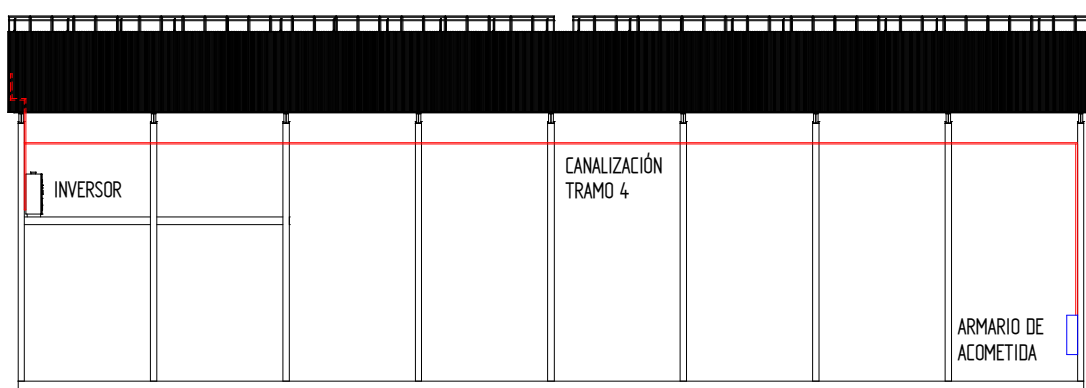 CANALIZACIÓN
TRAMO 4
INVERSOR
ARMARIO DE
ACOMETIDA